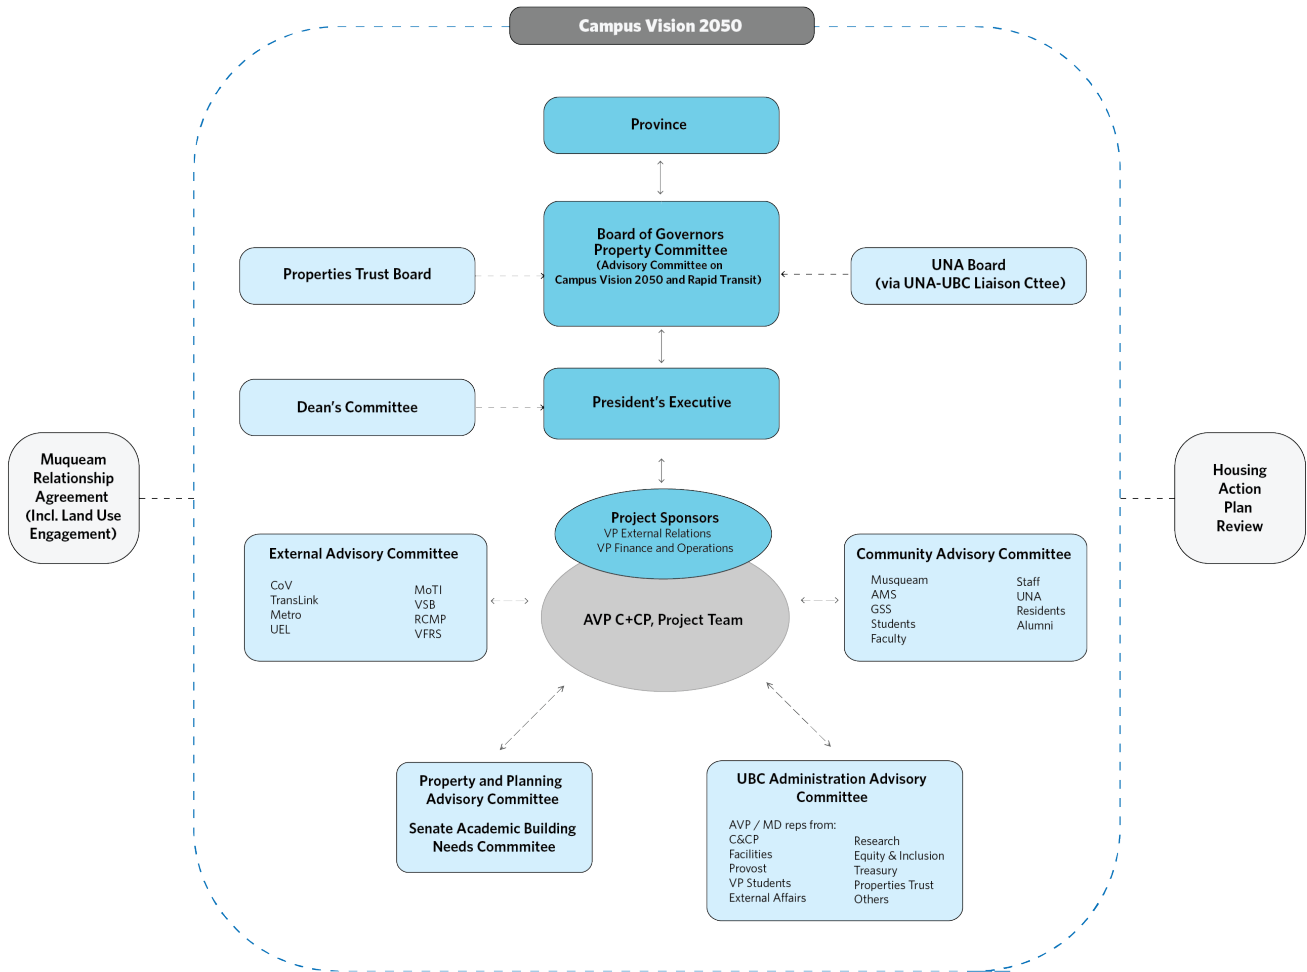 Campus Vision 2050
Province
Board of Governors
Property Committee
(Advisory Committee on
Campus Vision 2050 and Rapid Transit)
Properties Trust Board
UNA Board
(via UNA-UBC Liaison Cttee)
Dean's Committee
President's Executive
Muqueam
Relationship
Agreement
(Incl. Land Use
Engagement)
Housing
Action
Plan
Review
Project Sponsors
VP External Relations
VP Finance and Operations
AVP C+CP, Project Team
External Advisory Committee
CoV
TransLink
Metro
UEL
MoTI
VSB
RCMP
VFRS
Community Advisory Committee
Musqueam
AMS
GSS
Students
Faculty
Staff
UNA
Residents
Alumni
Property and Planning
Advisory Committee
Senate Academic Building
Needs Commmitee
UBC Administration Advisory
Committee
AVP / MD reps from:
C&CP
Facilities
Provost
VP Students
External Affairs
Research
Equity & Inclusion
Treasury
Properties Trust
Others